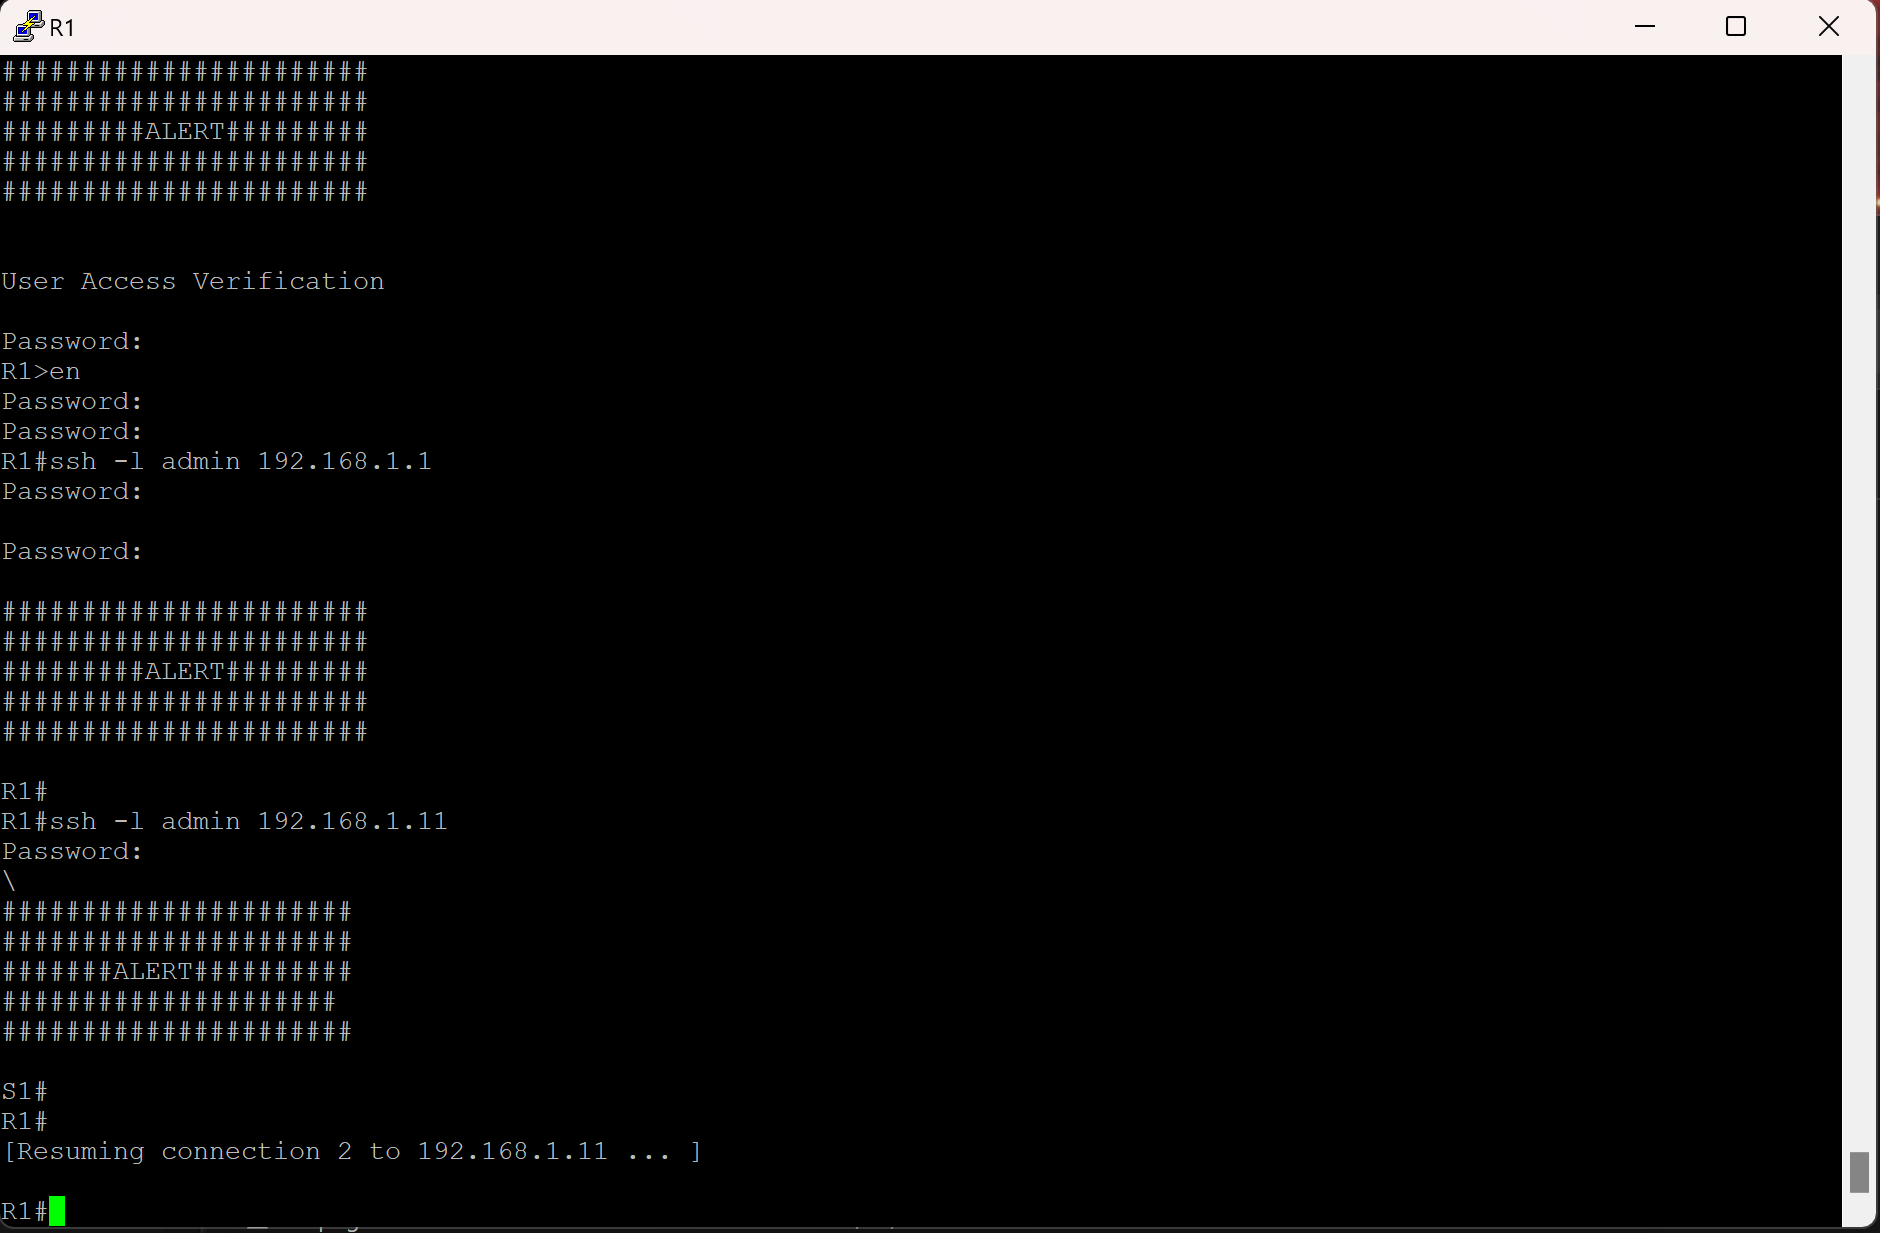 R1
#######################
#######################
#########ALERT#########
#######################
#######################
User Access Verification
Password:
R1>en
Password:
Password:
R1#ssh -l admin 192.168.1.1
Password:
Password:
#######################
#######################
#########ALERT#########
#######################
#######################
R1#
R1#ssh -l admin 192.168.1.11
Password:
\
######################
######################
#######ALERT##########
#####################
######################
S1#
R1#
[Resuming connection 2 to 192.168.1.11 ... ]
R1#